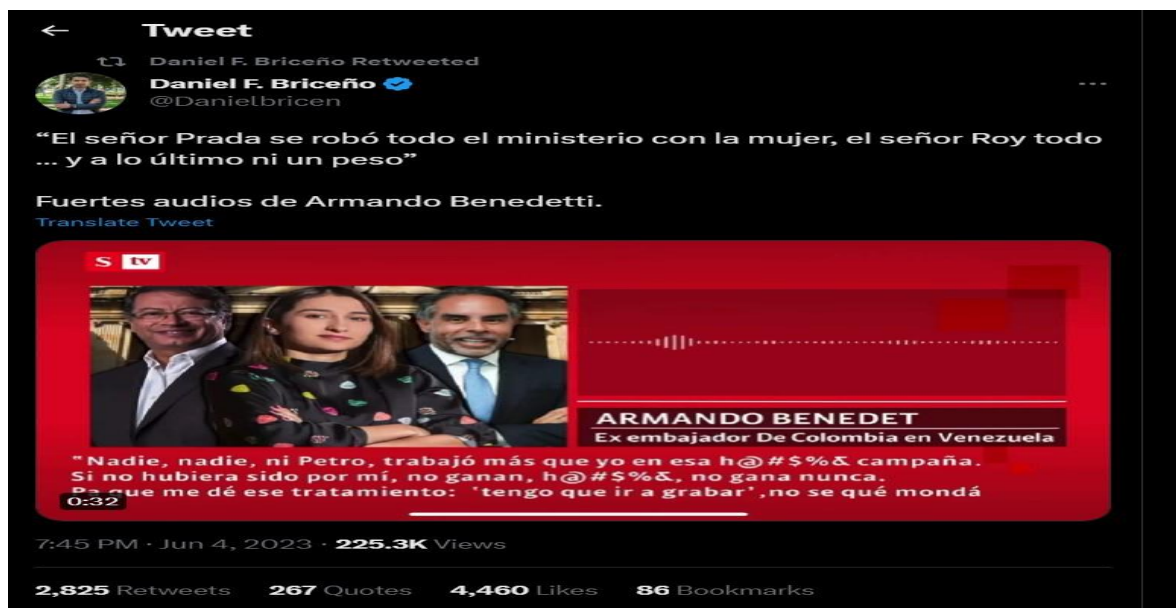 ← Tweet
Daniel F. Briceño Retweeted
Daniel F. Briceño
@Danielbricen
...
“El señor Prada se robó todo el ministerio con la mujer, el señor Roy todo
... y a lo último ni un peso”
Fuertes audios de Armando Benedetti.
Translate Tweet
S tv
ARMANDO BENEDET
Ex embajador De Colombia en Venezuela
"Nadie, nadie, ni Petro, trabajó más que yo en esa h@#$%& campaña.
Si no hubiera sido por mí, no ganan, h@#$%&, no gana nunca.
que me dé ese tratamiento: 'tengo que ir a grabar',no se qué mondá
0:32
7:45 PM · Jun 4, 2023 · 225.3K Views
2,825 Retweets 267 Quotes 4,460 Likes 86 Bookmarks